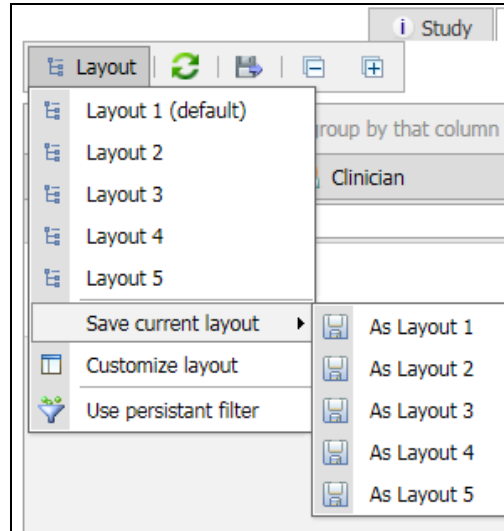 Study
Layout
Layout 1 (default)
group by that column
Layout 2
Clinician
Layout 3
Layout 4
Layout 5
Save current layout
As Layout 1
Customize layout
As Layout 2
Use persistant filter
As Layout 3
As Layout 4
As Layout 5